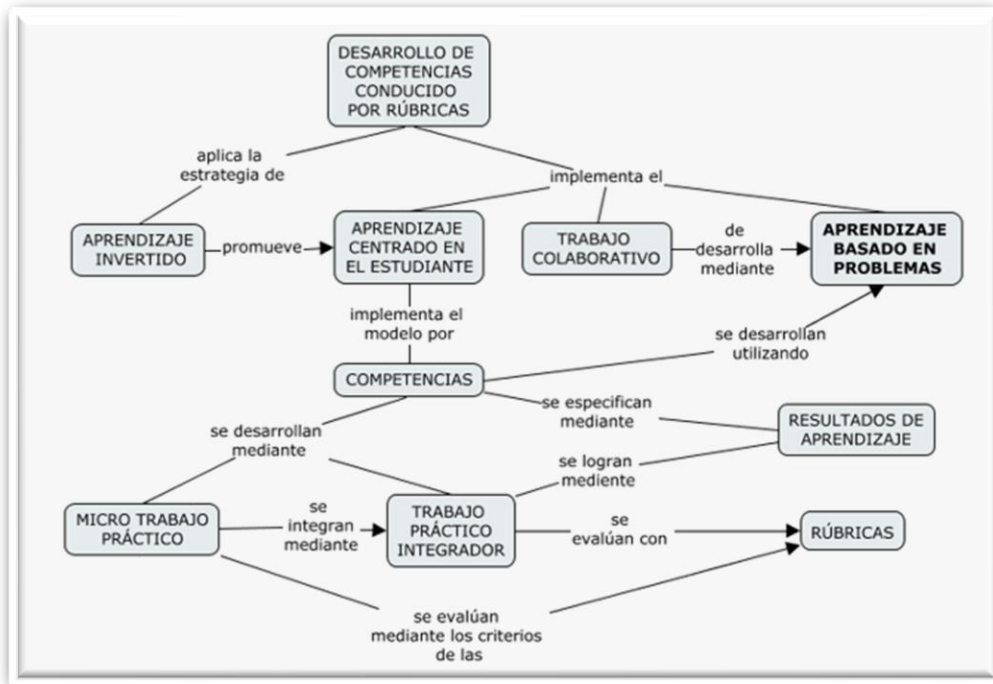 DESARROLLO DE
COMPETENCIAS
CONDUCIDO
POR RÚBRICAS
aplica la
estrategia de
implementa el
APRENDIZAJE
INVERTIDO
promueve
APRENDIZAJE
CENTRADO EN
EL ESTUDIANTE
TRABAJO
COLABORATIVO
de
desarrolla
mediante
APRENDIZAJE
BASADO EN
PROBLEMAS
implementa el
modelo por
se desarrollan
utilizando
COMPETENCIAS
se especifican
mediante
RESULTADOS DE
APRENDIZAJE
se desarrollan
mediante
se logran
mediente
MICRO TRABAJO
PRÁCTICO
se
integran
mediante
TRABAJO
PRÁCTICO
INTEGRADOR
se
evalúan con
RÚBRICAS
se evalúan
mediante los criterios
de las